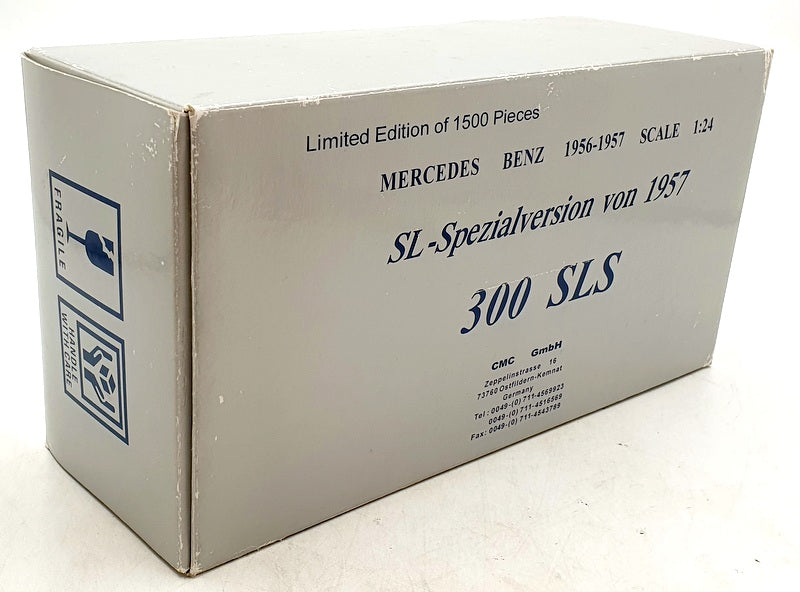 FRAGILE
HANDLE
WITH CARE
Limited Edition of 1500 Pieces
MERCEDES BENZ 1956-1957 SCALE 1:24
SL-Spezialversion von 1957
300 SLS
CMC GmbH
Zeppelinstrasse 16
73760 Ostfildern-Kemnat
Germany
Tel: 0049-(0) 711-4569923
0049-(0) 711-4516569
Fax: 0049-(0) 711-4543789